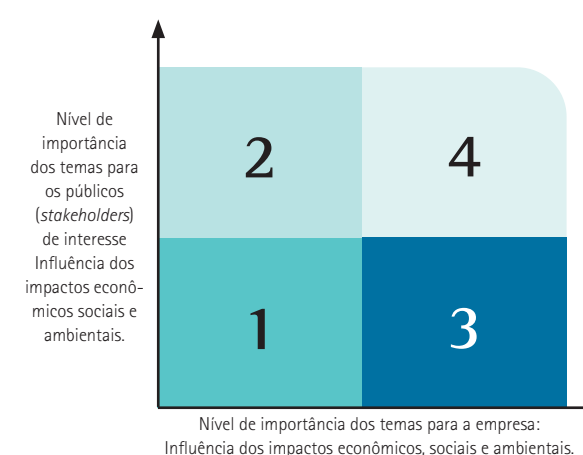 Nível de
importância
dos temas para
os públicos
(stakeholders)
de interesse
Influência dos
impactos econô-
micos sociais e
ambientais.
2
4
1
3
Nível de importância dos temas para a empresa:
Influência dos impactos econômicos, sociais e ambientais.